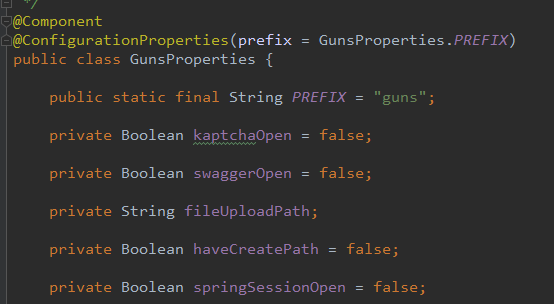 */
@Component
@ConfigurationProperties(prefix = GunsProperties.PREFIX)
public class GunsProperties {
public static final String PREFIX = "guns";
private Boolean kaptchaOpen = false;
private Boolean swaggerOpen = false;
private String fileUploadPath;
private Boolean haveCreatePath = false;
private Boolean springSessionOpen = false;